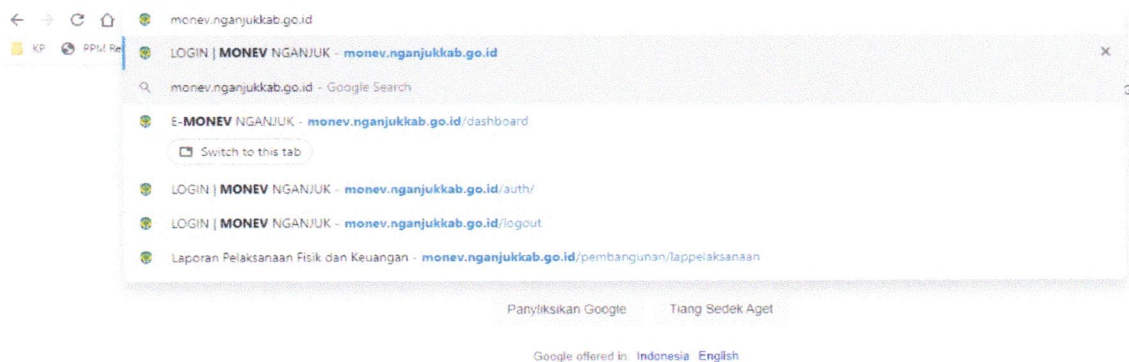 monev.nganjukkab.go.id
KP PPM Re
LOGIN | MONEV NGANJUK - monev.nganjukkab.go.id
monev.nganjukkab.go.id - Google Search
E-MONEV NGANJUK - monev.nganjukkab.go.id/dashboard
Switch to this tab
LOGIN | MONEV NGANJUK - monev.nganjukkab.go.id/auth/
LOGIN | MONEV NGANJUK - monev.nganjukkab.go.id/logout
Laporan Pelaksanaan Fisik dan Keuangan - monev.nganjukkab.go.id/pembangunan/lappelaksanaan
Panyliksikan Google Tiang Sedek Aget
Google offered in: Indonesia English